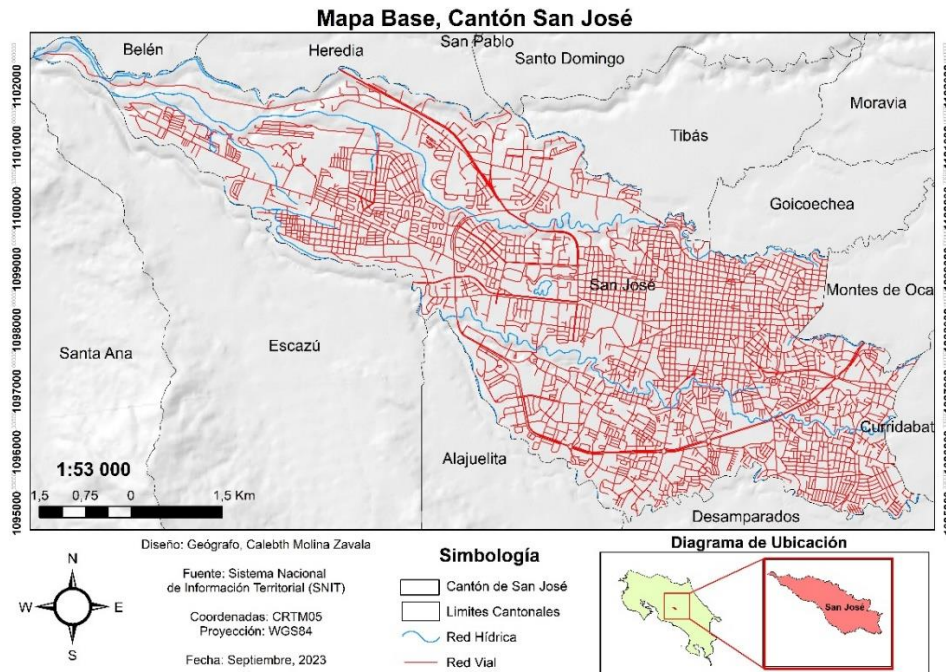 Mapa Base, Cantón San José
Belén
Heredia
San Pablo
Santo Domingo
Moravia
Tibás
Goicoechea
San José
Montes de Oca
Santa Ana
Escazú
Curridabat
Alajuelita
Desamparados
1102000
1101000
1100000
1099000
1098000
1097000
1096000
1095000
1:53 000
1,5 0,75 0 1,5 Km
Diseño: Geógrafo, Calebth Molina Zavala
Fuente: Sistema Nacional
de Información Territorial (SNIT)
Coordenadas: CRTM05
Proyección: WGS84
Fecha: Septiembre, 2023
N
W
E
S
Simbología
Cantón de San José
Limites Cantonales
Red Hídrica
Red Vial
Diagrama de Ubicación
San José